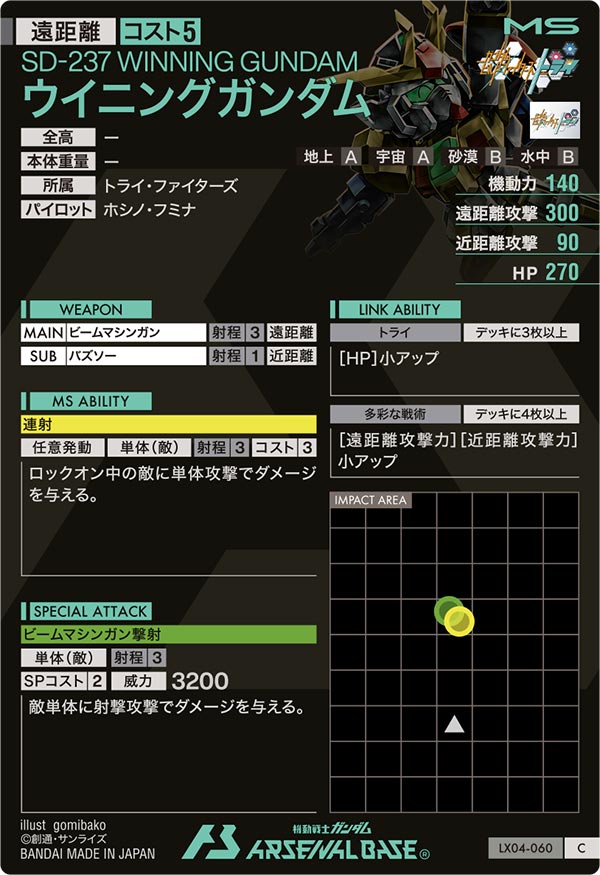 遠距離 コスト5
MS
SD-237 WINNING GUNDAM
ウイニングガンダム
全高 ―
本体重量 ―
所属 トライ・ファイターズ
パイロット ホシノ・フミナ
地上 A 宇宙 A 砂漠 B 水中 B
機動力 140
遠距離攻撃 300
近距離攻撃 90
HP 270
WEAPON
MAIN ビームマシンガン 射程 3 遠距離
SUB バズソー 射程 1 近距離
MS ABILITY
連射
任意発動 単体(敵) 射程 3 コスト 3
ロックオン中の敵に単体攻撃でダメージ
を与える。
SPECIAL ATTACK
ビームマシンガン撃射
単体(敵) 射程 3
SPコスト 2 威力 3200
敵単体に射撃攻撃でダメージを与える。
LINK ABILITY
トライ デッキに3枚以上
[HP]小アップ
多彩な戦術 デッキに4枚以上
[遠距離攻撃力][近距離攻撃力]
小アップ
IMPACT AREA
illust gomibako
©創通・サンライズ
BANDAI MADE IN JAPAN
機動戦士ガンダム
ARSENAL BASE®
LX04-060 C